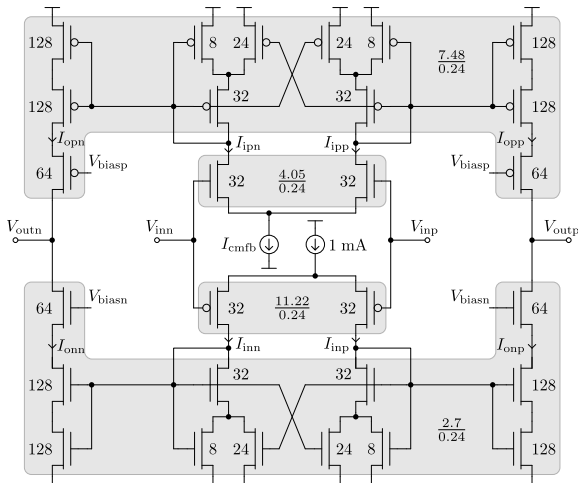 128 8 24 24 8 128
7.48
0.24
128 32 32 128
I_opn I_ipn I_ipp I_opp
V_biasp V_biasp
64 32 4.05 32 64
0.24
V_outn V_inn V_inp V_outp
I_cmfb 1 mA
V_biasn V_biasn
64 32 11.22 32 64
0.24
I_onn I_inn I_inp I_onp
128 32 32 128
2.7
0.24
128 8 24 24 8 128